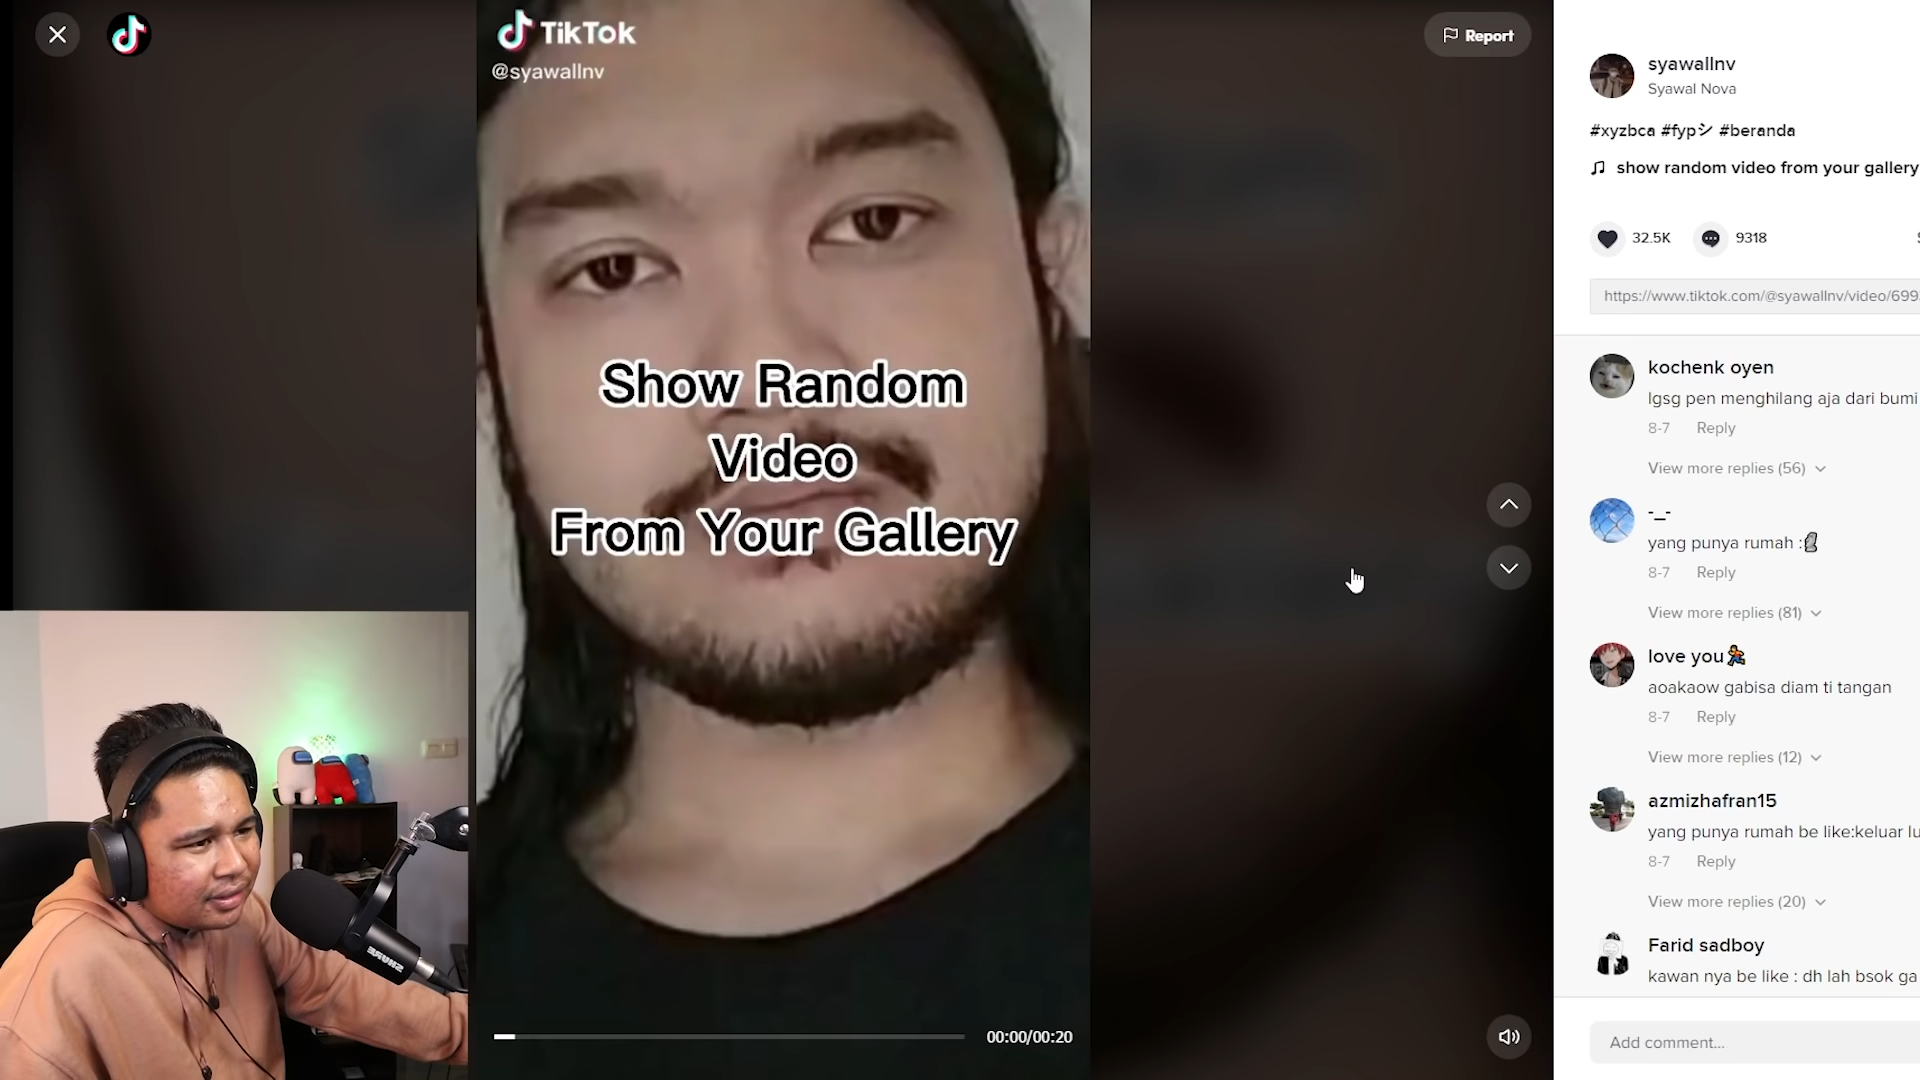 TikTok
@syawallnv
Report
Show Random
Video
From Your Gallery
00:00/00:20
SHURE
syawallnv
Syawal Nova
#xyzbca #fypシ #beranda
show random video from your gallery
32.5K
9318
https://www.tiktok.com/@syawallnv/video/699
kochenk oyen
lgsg pen menghilang aja dari bumi
8-7 Reply
View more replies (56)
-_-
yang punya rumah :🗿
8-7 Reply
View more replies (81)
love you🏃
aoakaow gabisa diam ti tangan
8-7 Reply
View more replies (12)
azmizhafran15
yang punya rumah be like:keluar lu
8-7 Reply
View more replies (20)
Farid sadboy
kawan nya be like : dh lah bsok ga
Add comment...